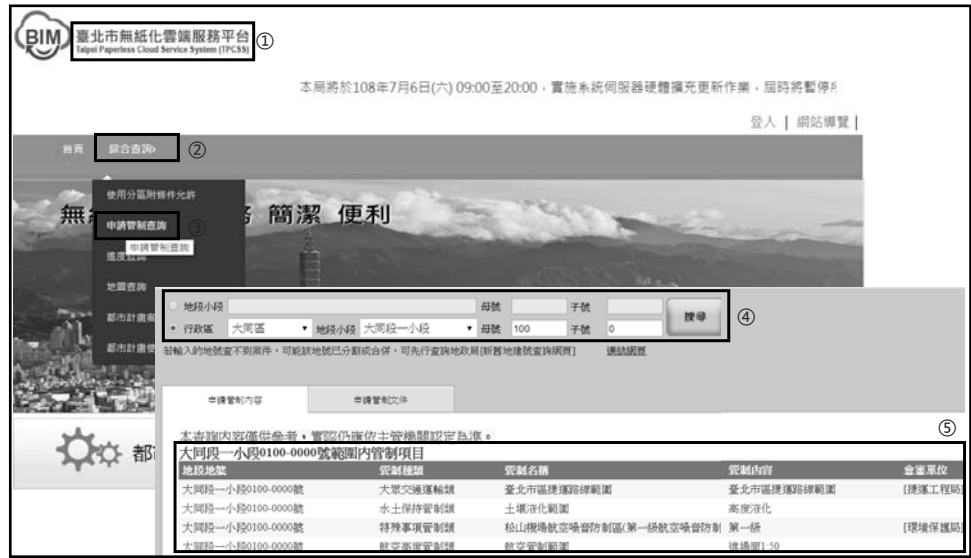 BIM 臺北市無紙化雲端服務平台 ①
Taipei Paperless Cloud Service System (TPCSS)
本局將於108年7月6日(六) 09:00至20:00，實施系統伺服器硬體擴充更新作業，屆時將暫停
登入 | 網站導覽 |
首頁 綜合查詢 ②
使用分區附條件允許
無 簡潔 便利
申請管制查詢 ③
申請管制查詢
進度查詢
地圖查詢
都市計畫
都市計畫使
地段小段 母號 子號
搜尋 ④
行政區 大同區 地段小段 大同段一小段 母號 100 子號 0
若輸入的地號查不到案件，可能該地號已分割或合併，可先行查詢地政局[新舊地建號查詢網頁] 連結網頁
申請管制內容 申請管制文件
都
本查詢內容僅供參考，實際仍應依主管機關認定為準。 ⑤
大同段一小段0100-0000號範圍內管制項目
地段地號 管制種類 管制名稱 管制內容 會審單位
大同段一小段0100-0000號 大眾交通運輸類 臺北市區捷運路線範圍 臺北市區捷運路線範圍 [捷運工程局]
大同段一小段0100-0000號 水土保持管制類 土壤液化範圍 高度液化
大同段一小段0100-0000號 特殊事項管制類 松山機場航空噪音防制區(第一級航空噪音防制 第一級 [環境保護局]
大同段一小段0100-0000號 航空高度管制類 航空管制範圍 進場面1:50